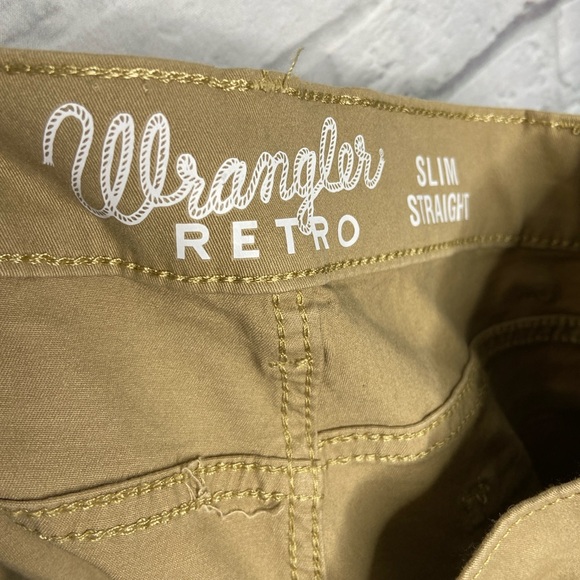 Wrangler
RETRO
SLIM
STRAIGHT